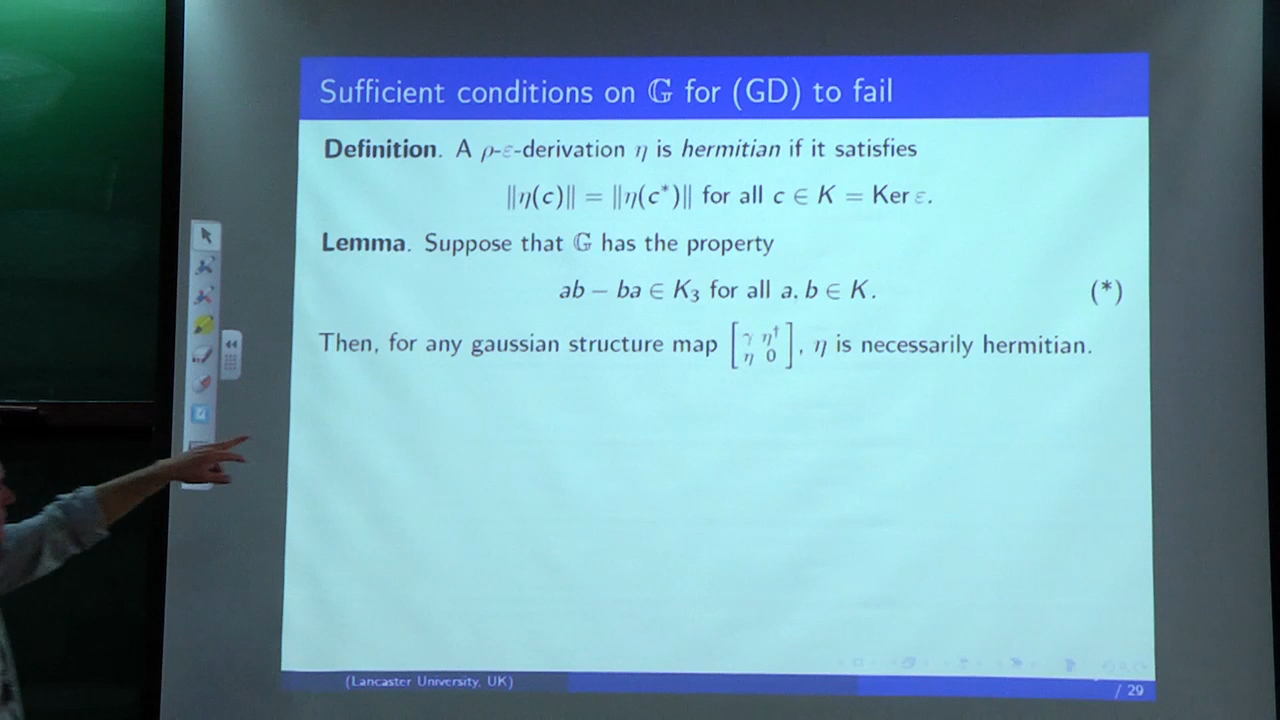 Sufficient conditions on 𝔾 for (GD) to fail
Definition. A ρ-ε-derivation η is hermitian if it satisfies
‖η(c)‖ = ‖η(c*)‖ for all c ∈ K = Ker ε.
Lemma. Suppose that 𝔾 has the property
ab − ba ∈ K₃ for all a, b ∈ K. (*)
Then, for any gaussian structure map [γ η†; η 0], η is necessarily hermitian.
(Lancaster University, UK)
/ 29